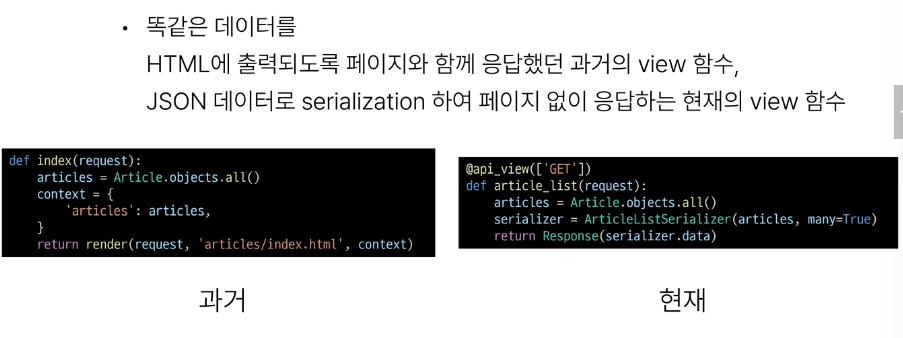 • 똑같은 데이터를
HTML에 출력되도록 페이지와 함께 응답했던 과거의 view 함수,
JSON 데이터로 serialization 하여 페이지 없이 응답하는 현재의 view 함수
def index(request):
    articles = Article.objects.all()
    context = {
        'articles': articles,
    }
    return render(request, 'articles/index.html', context)
@api_view(['GET'])
def article_list(request):
    articles = Article.objects.all()
    serializer = ArticleListSerializer(articles, many=True)
    return Response(serializer.data)
과거
현재